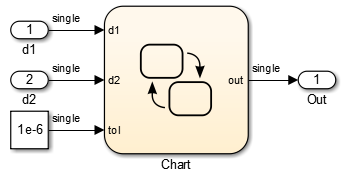 1 single
d1 d1
2 single
d2 d2 out single 1
Out
1e-6 single
tol
Chart